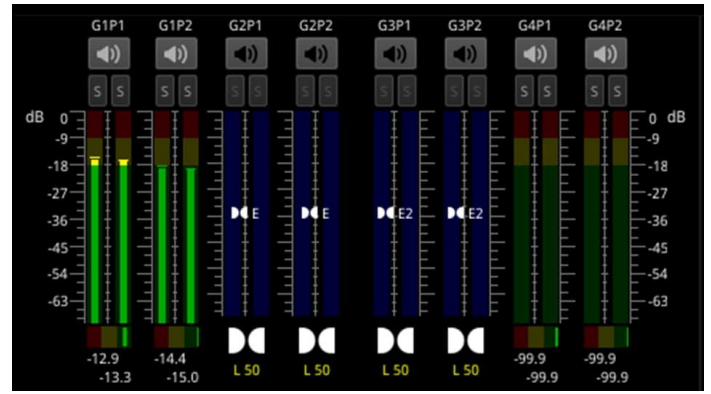 G1P1 G1P2 G2P1 G2P2 G3P1 G3P2 G4P1 G4P2
S S S S S S S S S S S S S S S S
dB 0 0 dB
-9 -9
-18 -18
-27 -27
-36 E E E2 E2 -36
-45 -45
-54 -54
-63 -63
-12.9 -14.4 L 50 L 50 L 50 L 50 -99.9 -99.9
-13.3 -15.0 -99.9 -99.9